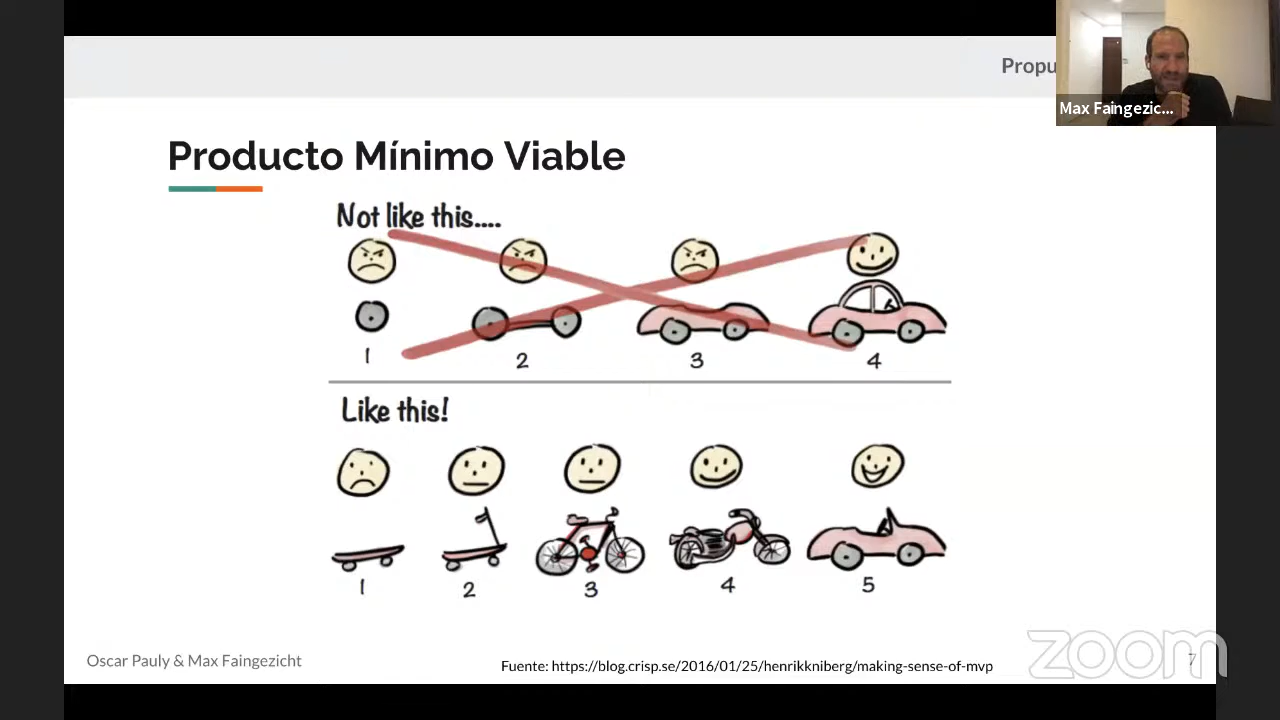 Propu
Max Faingezic...
Producto Mínimo Viable
Not like this....
1 2 3 4
Like this!
1 2 3 4 5
Oscar Pauly & Max Faingezicht
Fuente: https://blog.crisp.se/2016/01/25/henrikkniberg/making-sense-of-mvp
zoom
7